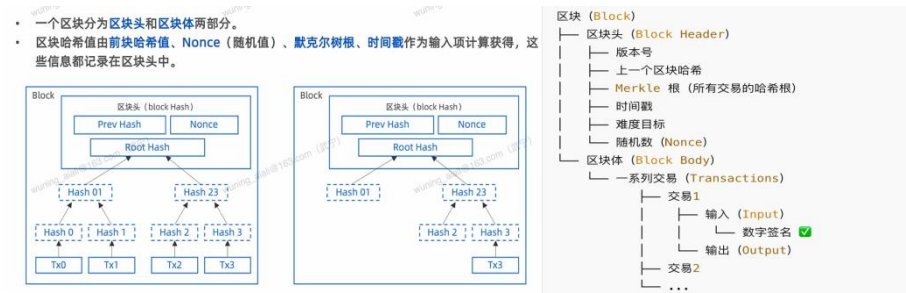 • 一个区块分为区块头和区块体两部分。
• 区块哈希值由前块哈希值、Nonce（随机值）、默克尔树根、时间戳作为输入项计算获得，这
些信息都记录在区块头中。
Block
区块头（block Hash）
Prev Hash
Nonce
Root Hash
Hash 01
Hash 23
Hash 0
Hash 1
Hash 2
Hash 3
Tx0
Tx1
Tx2
Tx3
Block
区块头（block Hash）
Prev Hash
Nonce
Root Hash
Hash 01
Hash 23
Hash 2
Hash 3
Tx3
区块 (Block)
├── 区块头 (Block Header)
│   ├── 版本号
│   ├── 上一个区块哈希
│   ├── Merkle 根（所有交易的哈希根）
│   ├── 时间戳
│   ├── 难度目标
│   └── 随机数 (Nonce)
└── 区块体 (Block Body)
    └── 一系列交易 (Transactions)
        ├── 交易1
        │   ├── 输入 (Input)
        │   │   └── 数字签名 ✅
        │   └── 输出 (Output)
        ├── 交易2
        └── ...